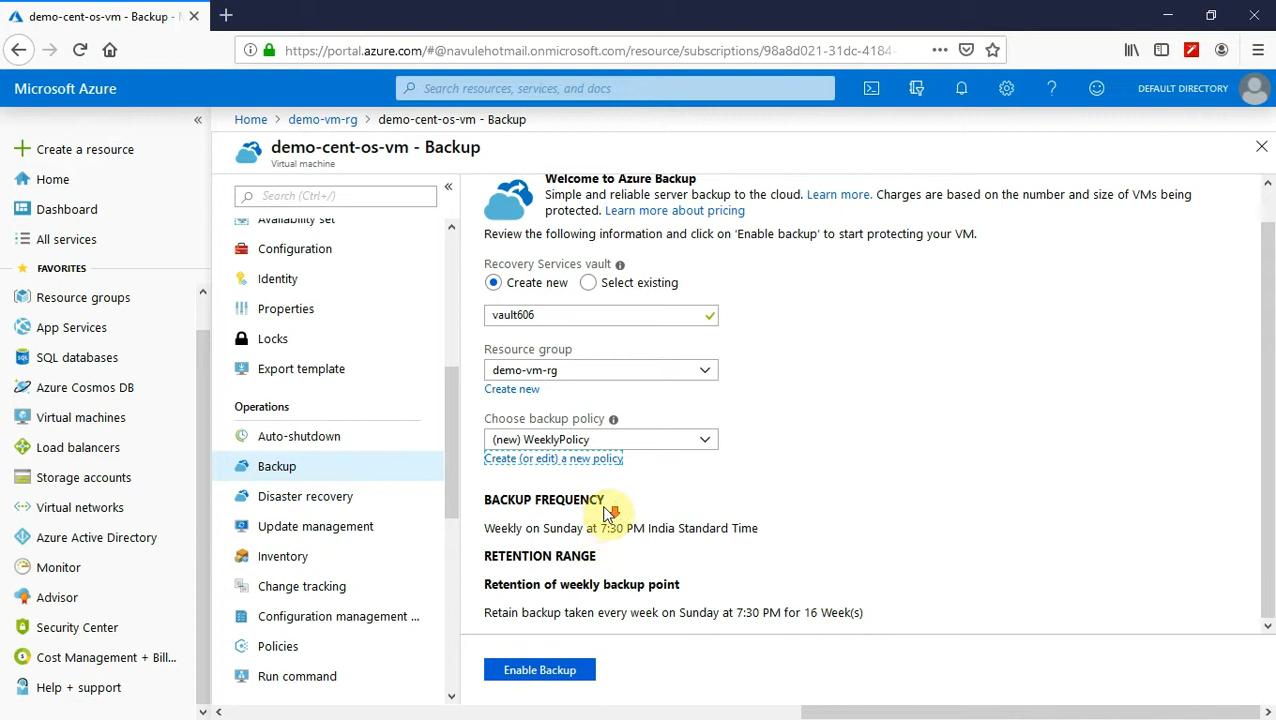 demo-cent-os-vm - Backup - M
https://portal.azure.com/#@navulehotmail.onmicrosoft.com/resource/subscriptions/98a8d021-31dc-4184-
Microsoft Azure
Search resources, services, and docs
DEFAULT DIRECTORY
Home > demo-vm-rg > demo-cent-os-vm - Backup
demo-cent-os-vm - Backup
Virtual machine
Create a resource
Home
Dashboard
All services
FAVORITES
Resource groups
App Services
SQL databases
Azure Cosmos DB
Virtual machines
Load balancers
Storage accounts
Virtual networks
Azure Active Directory
Monitor
Advisor
Security Center
Cost Management + Bill...
Help + support
Search (Ctrl+/)
Availability set
Configuration
Identity
Properties
Locks
Export template
Operations
Auto-shutdown
Backup
Disaster recovery
Update management
Inventory
Change tracking
Configuration management ...
Policies
Run command
Welcome to Azure Backup
Simple and reliable server backup to the cloud. Learn more. Charges are based on the number and size of VMs being
protected. Learn more about pricing
Review the following information and click on 'Enable backup' to start protecting your VM.
Recovery Services vault
Create new Select existing
vault606
Resource group
demo-vm-rg
Create new
Choose backup policy
(new) WeeklyPolicy
Create (or edit) a new policy
BACKUP FREQUENCY
Weekly on Sunday at 7:30 PM India Standard Time
RETENTION RANGE
Retention of weekly backup point
Retain backup taken every week on Sunday at 7:30 PM for 16 Week(s)
Enable Backup